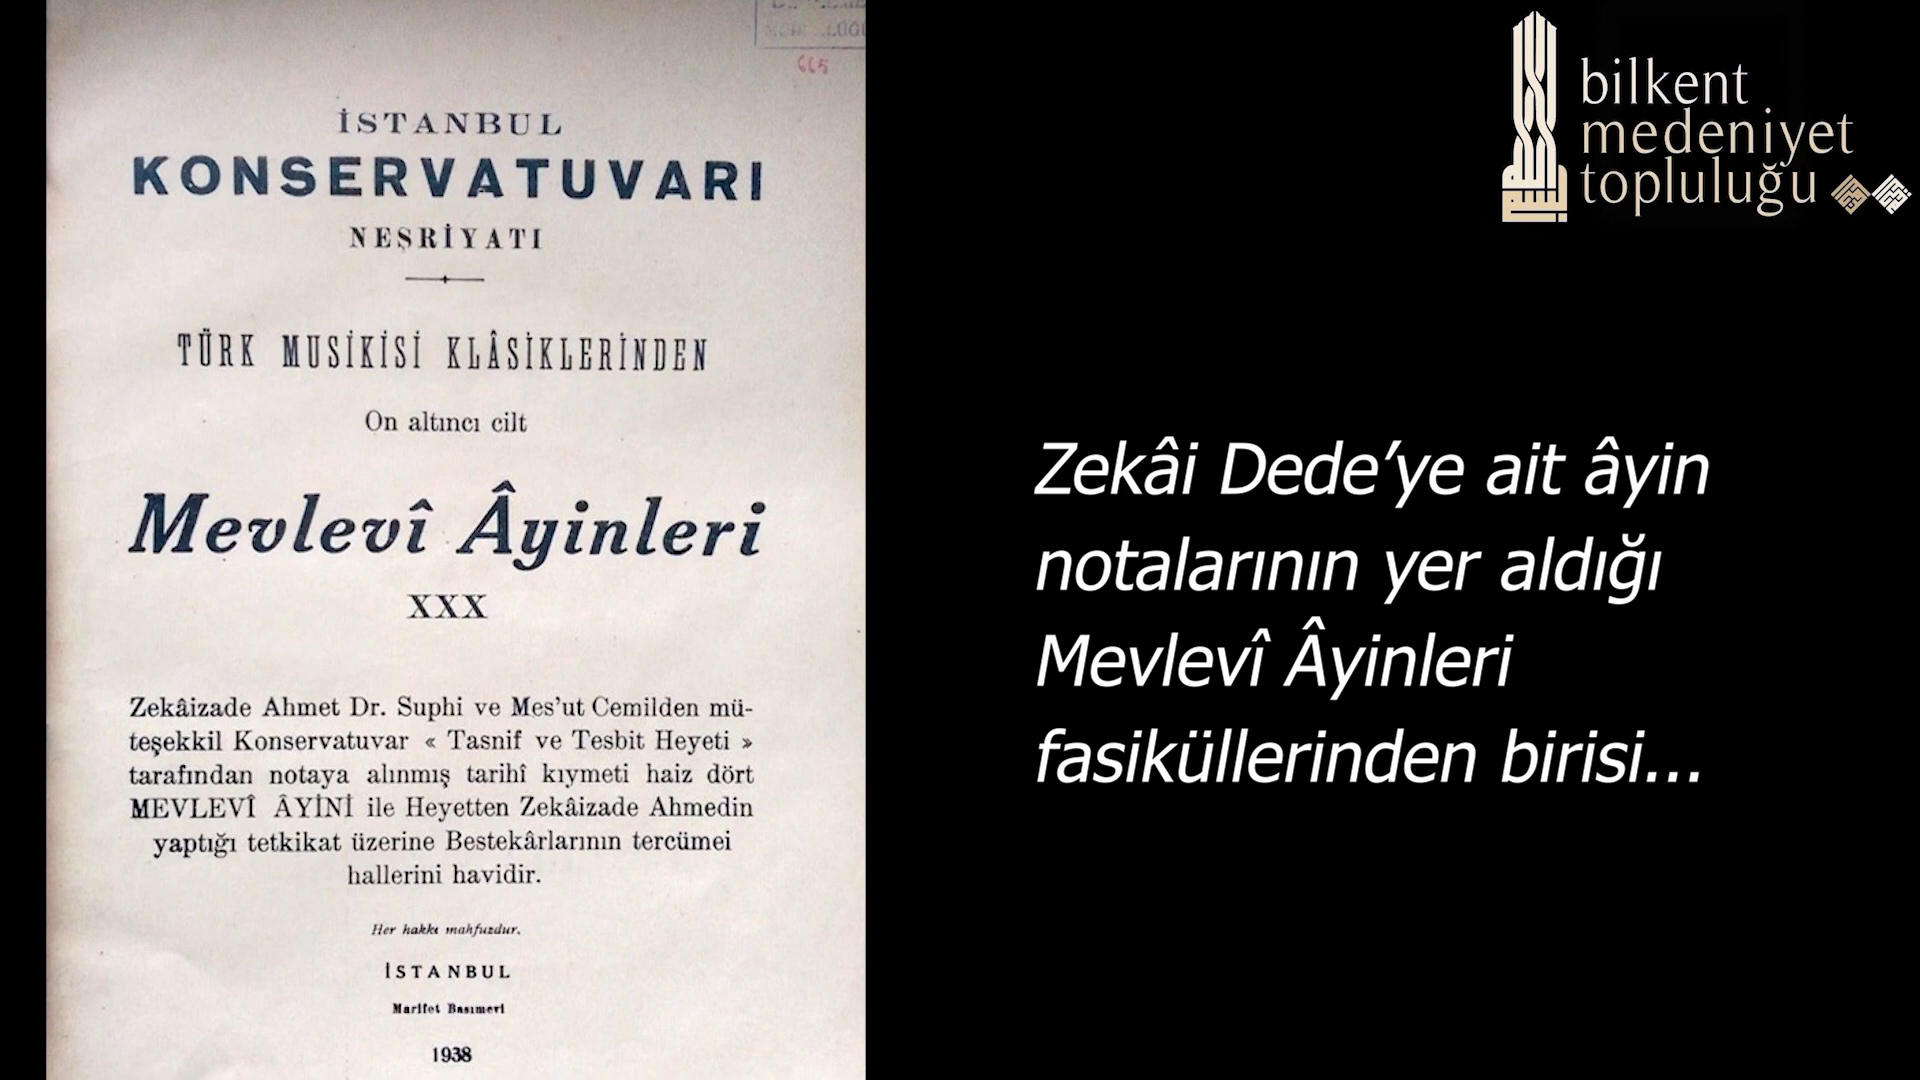 665
İSTANBUL
KONSERVATUVARI
NEŞRİYATI
TÜRK MUSİKİSİ KLÂSİKLERİNDEN
On altıncı cilt
Mevlevî Âyinleri
XXX
Zekâizade Ahmet Dr. Suphi ve Mes'ut Cemilden mü-
teşekkil Konservatuvar « Tasnif ve Tesbit Heyeti »
tarafından notaya alınmış tarihî kıymeti haiz dört
MEVLEVÎ ÂYİNİ ile Heyetten Zekâizade Ahmedin
yaptığı tetkikat üzerine Bestekârlarının tercümei
hallerini havidir.
Her hakkı mahfuzdur.
İSTANBUL
Marifet Basımevi
1938
bilkent
medeniyet
topluluğu
Zekâi Dede’ye ait âyin
notalarının yer aldığı
Mevlevî Âyinleri
fasiküllerinden birisi...